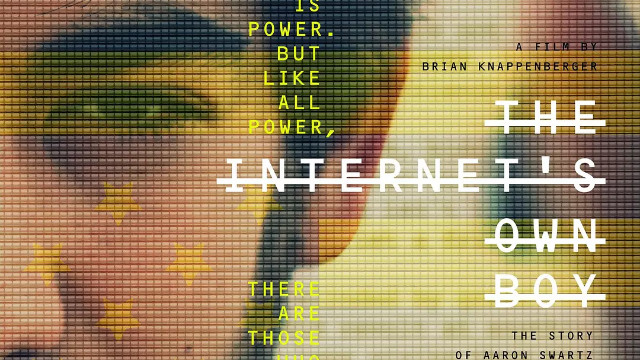 IS
POWER.
BUT
LIKE
ALL
POWER,
THERE
ARE
THOSE
WHO
A FILM BY
BRIAN KNAPPENBERGER
THE
INTERNET'S
OWN
BOY
THE STORY
OF AARON SWARTZ